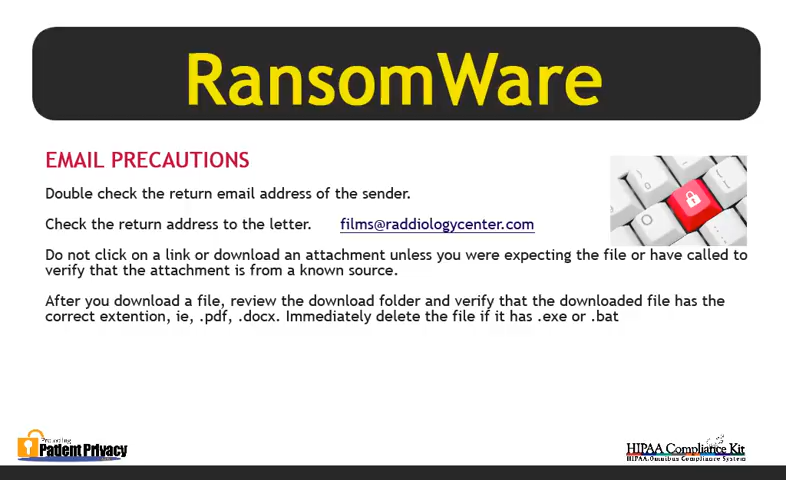 RansomWare
EMAIL PRECAUTIONS
Double check the return email address of the sender.
Check the return address to the letter. films@raddiologycenter.com
Do not click on a link or download an attachment unless you were expecting the file or have called to
verify that the attachment is from a known source.
After you download a file, review the download folder and verify that the downloaded file has the
correct extention, ie, .pdf, .docx. Immediately delete the file if it has .exe or .bat
Patient Privacy
HIPAA Compliance Kit
HIPAA Omnibus Compliance System